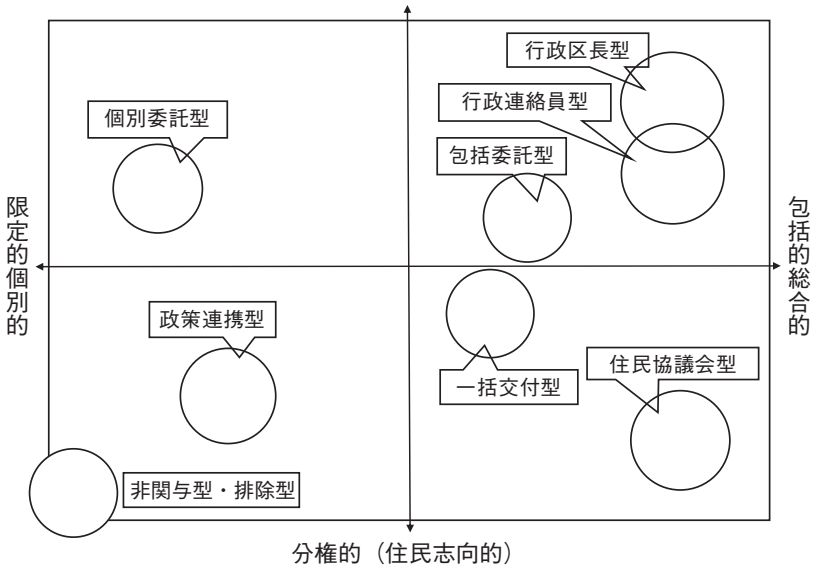 行政区長型
行政連絡員型
個別委託型
包括委託型
限定的個別的
包括的総合的
政策連携型
一括交付型
住民協議会型
非関与型・排除型
分権的（住民志向的）